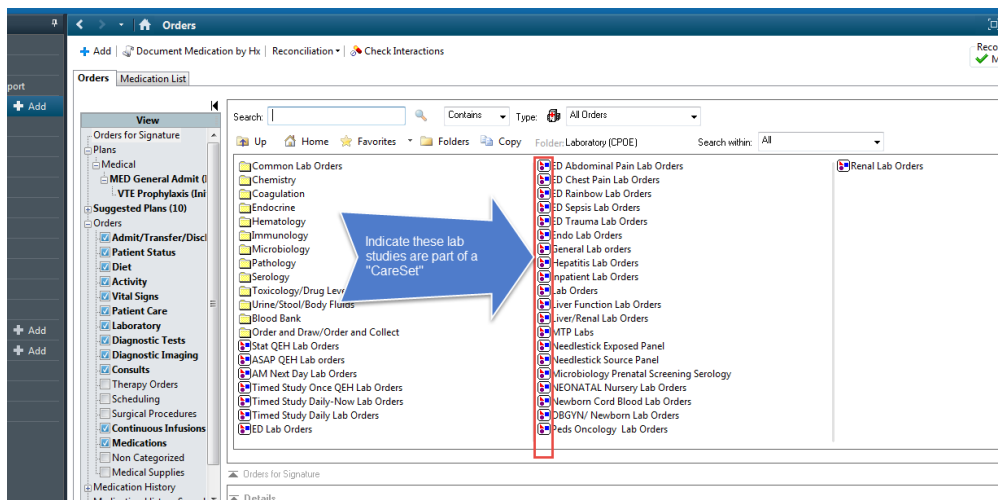 Orders
+ Add | Document Medication by Hx | Reconciliation | Check Interactions
Reco
M
Orders
Medication List
port
+ Add
+ Add
+ Add
View
Orders for Signature
Plans
Medical
MED General Admit (I
VTE Prophylaxis (Ini
Suggested Plans (10)
Orders
Admit/Transfer/Discl
Patient Status
Diet
Activity
Vital Signs
Patient Care
Laboratory
Diagnostic Tests
Diagnostic Imaging
Consults
Therapy Orders
Scheduling
Surgical Procedures
Continuous Infusions
Medications
Non Categorized
Medical Supplies
Medication History
Search: Contains Type: All Orders
Up Home Favorites Folders Copy Folder: Laboratory (CPOE) Search within: All
Common Lab Orders
Chemistry
Coagulation
Endocrine
Hematology
Immunology
Microbiology
Pathology
Serology
Toxicology/Drug Leve
Urine/Stool/Body Fluids
Blood Bank
Order and Draw/Order and Collect
Stat QEH Lab Orders
ASAP QEH Lab orders
AM Next Day Lab Orders
Timed Study Once QEH Lab Orders
Timed Study Daily-Now Lab Orders
Timed Study Daily Lab Orders
ED Lab Orders
Indicate these lab
studies are part of a
"CareSet"
ED Abdominal Pain Lab Orders
ED Chest Pain Lab Orders
ED Rainbow Lab Orders
ED Sepsis Lab Orders
ED Trauma Lab Orders
Endo Lab Orders
General Lab orders
Hepatitis Lab Orders
Inpatient Lab Orders
Lab Orders
Liver Function Lab Orders
Liver/Renal Lab Orders
MTP Labs
Needlestick Exposed Panel
Needlestick Source Panel
Microbiology Prenatal Screening Serology
NEONATAL Nursery Lab Orders
Newborn Cord Blood Lab Orders
OBGYN/ Newborn Lab Orders
Peds Oncology Lab Orders
Renal Lab Orders
Orders for Signature
Details